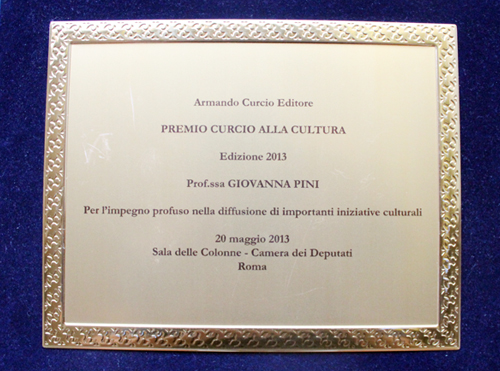 Armando Curcio Editore
PREMIO CURCIO ALLA CULTURA
Edizione 2013
Prof.ssa GIOVANNA PINI
Per l'impegno profuso nella diffusione di importanti iniziative culturali
20 maggio 2013
Sala delle Colonne - Camera dei Deputati
Roma